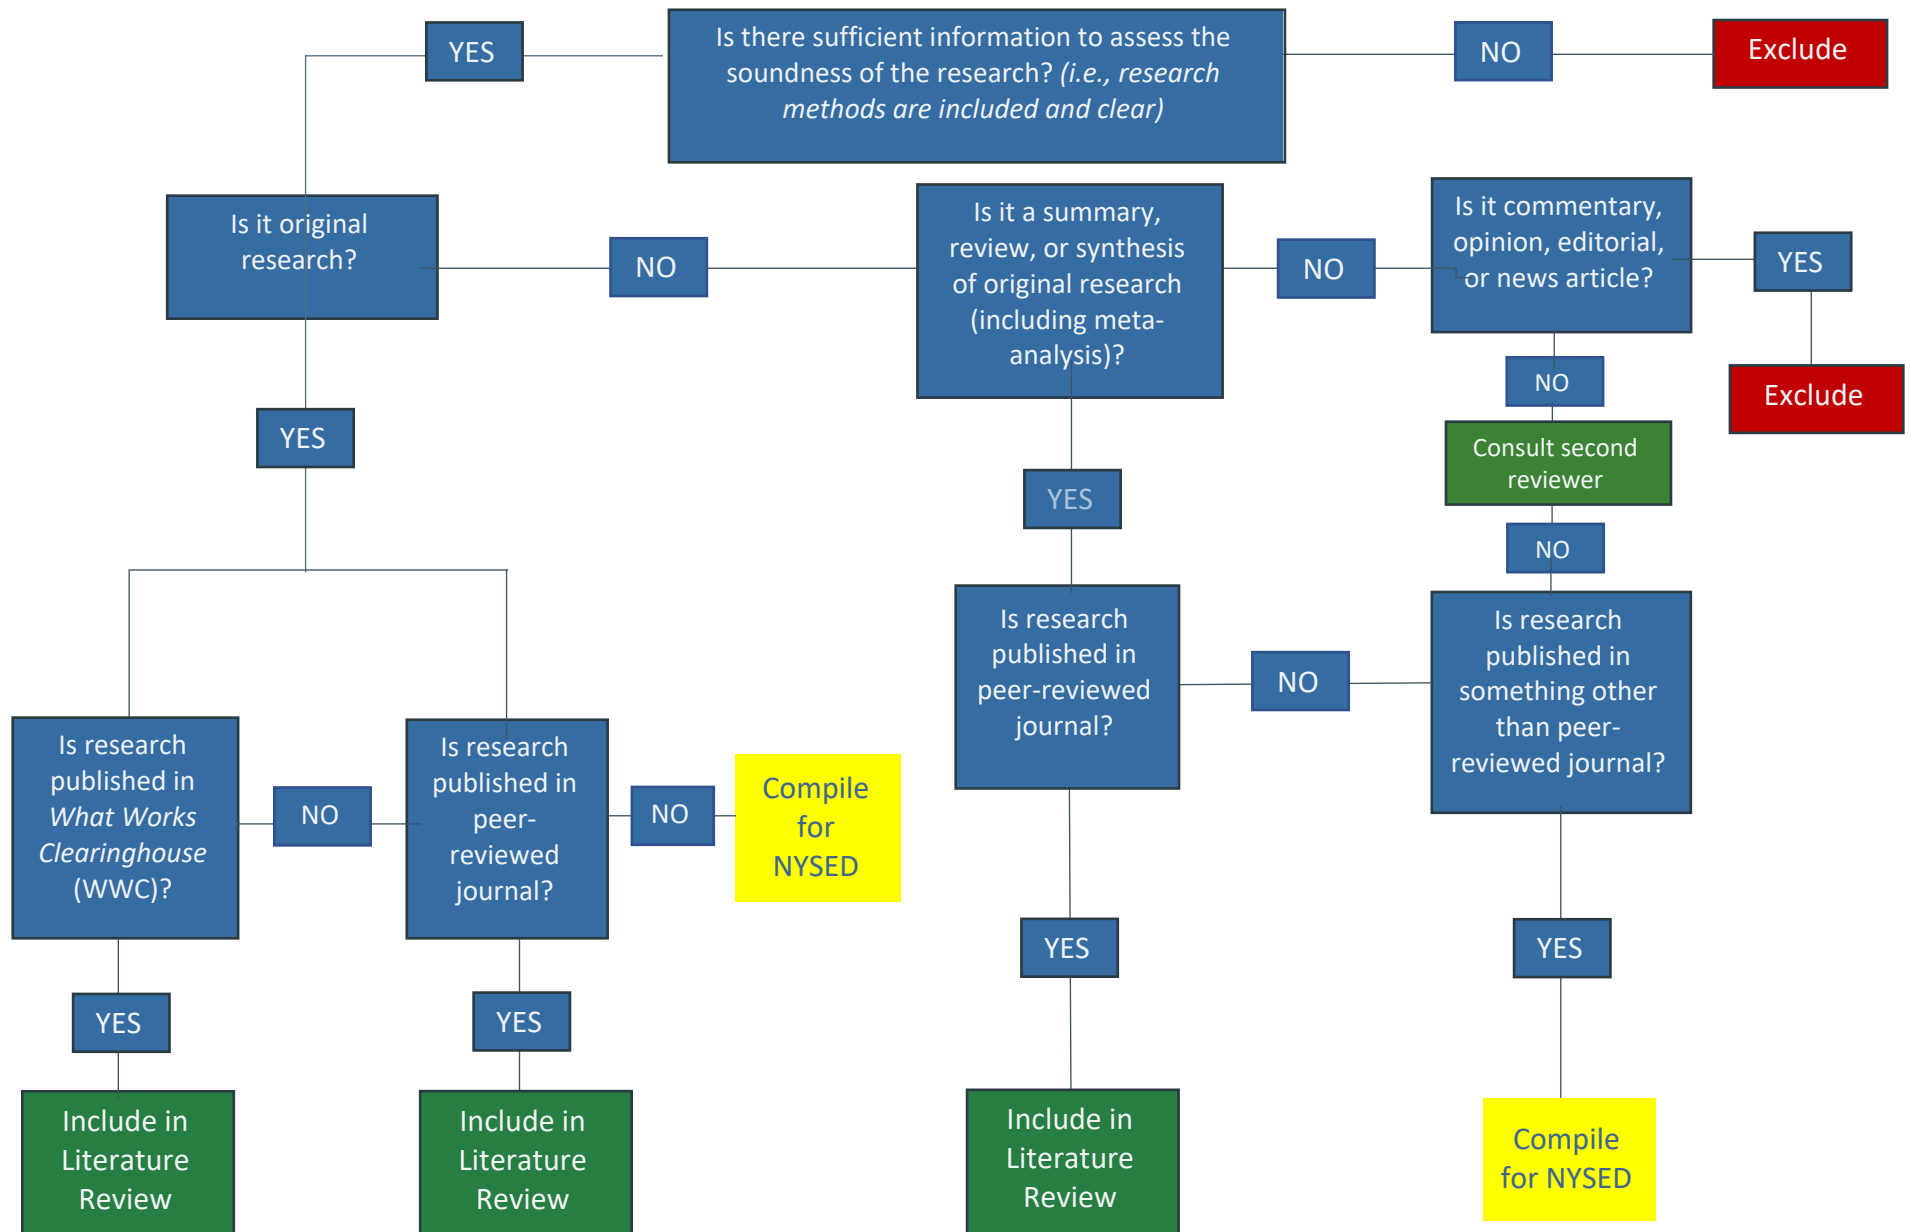 YES
Is there sufficient information to assess the
soundness of the research? (i.e., research
methods are included and clear)
NO
Exclude
Is it original
research?
NO
Is it a summary,
review, or synthesis
of original research
(including meta-
analysis)?
NO
Is it commentary,
opinion, editorial,
or news article?
YES
Exclude
NO
Consult second
reviewer
NO
YES
YES
Is research
published in
What Works
Clearinghouse
(WWC)?
NO
Is research
published in
peer-
reviewed
journal?
NO
Compile
for
NYSED
Is research
published in
peer-reviewed
journal?
NO
Is research
published in
something other
than peer-
reviewed journal?
YES
YES
YES
YES
Include in
Literature
Review
Include in
Literature
Review
Include in
Literature
Review
Compile
for NYSED